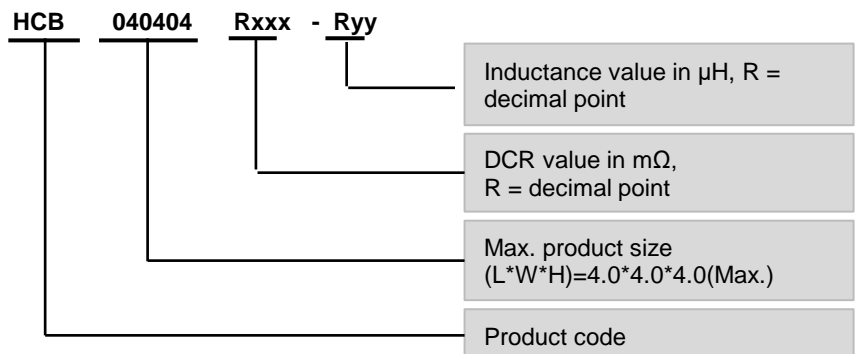 HCB 040404 Rxxx - Ryy
Inductance value in µH, R =
decimal point
DCR value in mΩ,
R = decimal point
Max. product size
(L*W*H)=4.0*4.0*4.0(Max.)
Product code